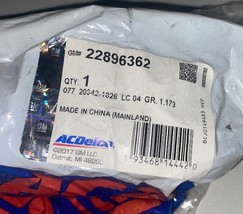 GM# 22896362
QTY. 1
077 20342-1826 LC 04 GR. 1.173
MADE IN CHINA (MAINLAND)
ACDelco
©2017 GM LLC
Detroit, MI 48265